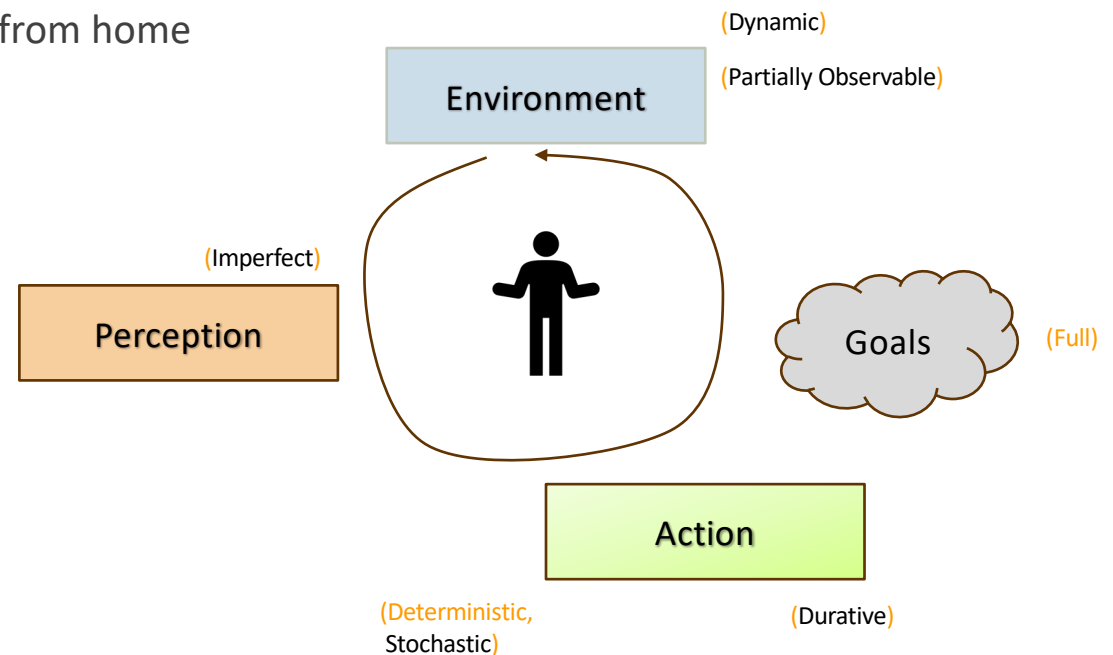 from home
(Dynamic)
(Partially Observable)
Environment
(Imperfect)
Perception
Goals
(Full)
Action
(Deterministic,
Stochastic)
(Durative)